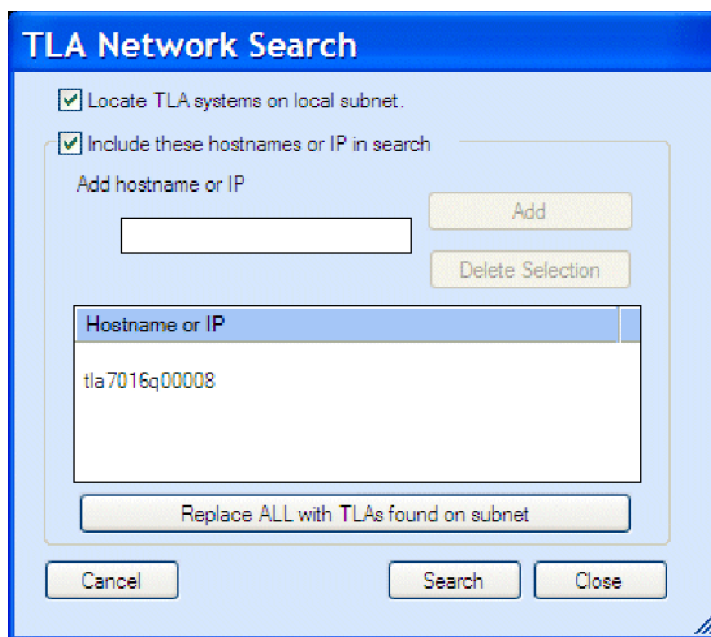 TLA Network Search
Locate TLA systems on local subnet.
Include these hostnames or IP in search
Add hostname or IP
Add
Delete Selection
Hostname or IP
tla7016q00008
Replace ALL with TLAs found on subnet
Cancel
Search
Close